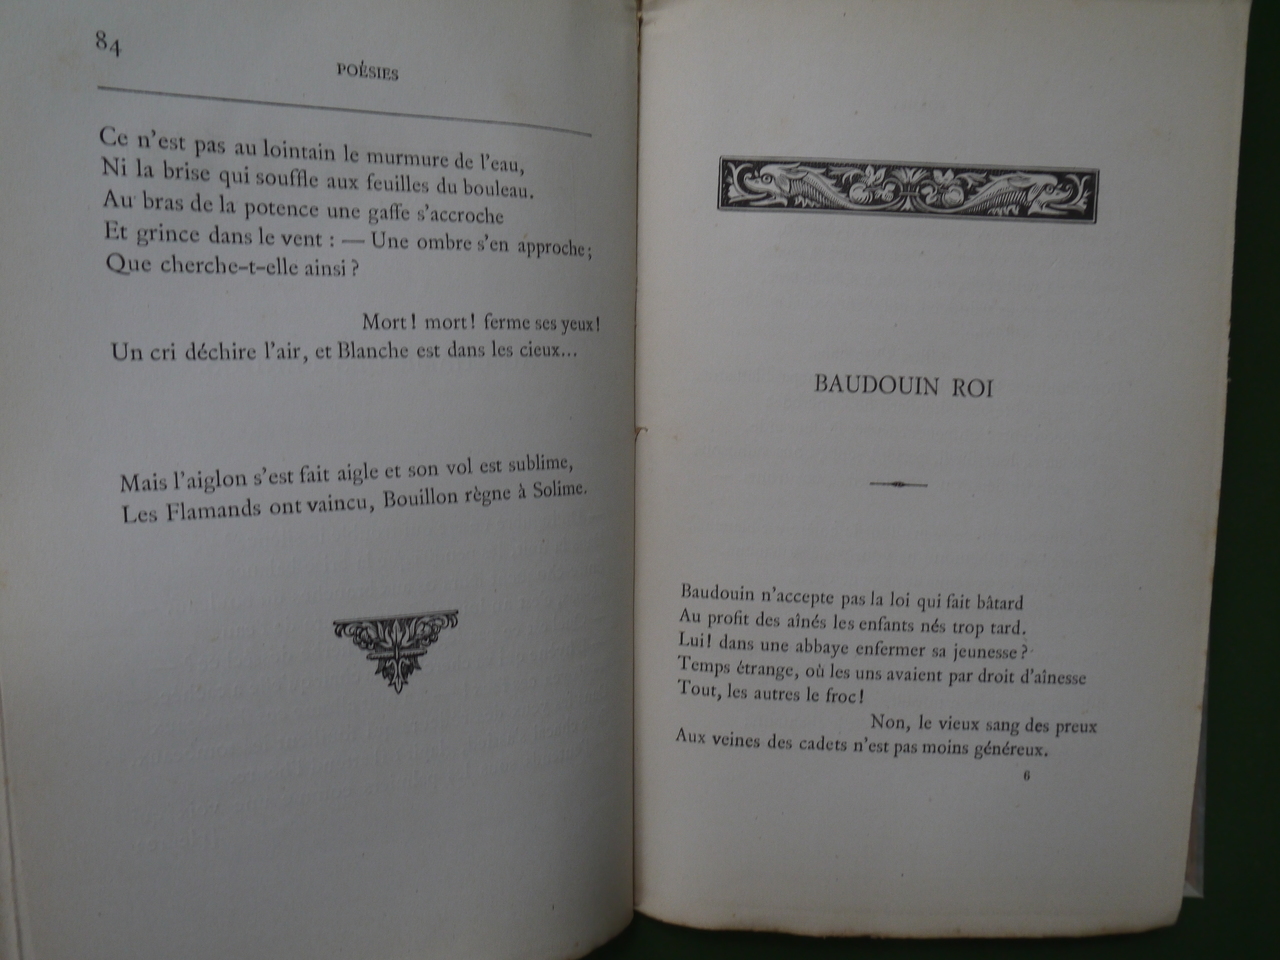 84
POÉSIES
Ce n'est pas au lointain le murmure de l'eau,
Ni la brise qui souffle aux feuilles du bouleau.
Au bras de la potence une gaffe s'accroche
Et grince dans le vent : — Une ombre s'en approche;
Que cherche-t-elle ainsi ?
Mort ! mort ! ferme ses yeux !
Un cri déchire l'air, et Blanche est dans les cieux...
Mais l'aiglon s'est fait aigle et son vol est sublime,
Les Flamands ont vaincu, Bouillon règne à Solime.
BAUDOUIN ROI
Baudouin n'accepte pas la loi qui fait bâtard
Au profit des aînés les enfants nés trop tard.
Lui ! dans une abbaye enfermer sa jeunesse ?
Temps étrange, où les uns avaient par droit d'aînesse
Tout, les autres le froc !
Non, le vieux sang des preux
Aux veines des cadets n'est pas moins généreux.
6